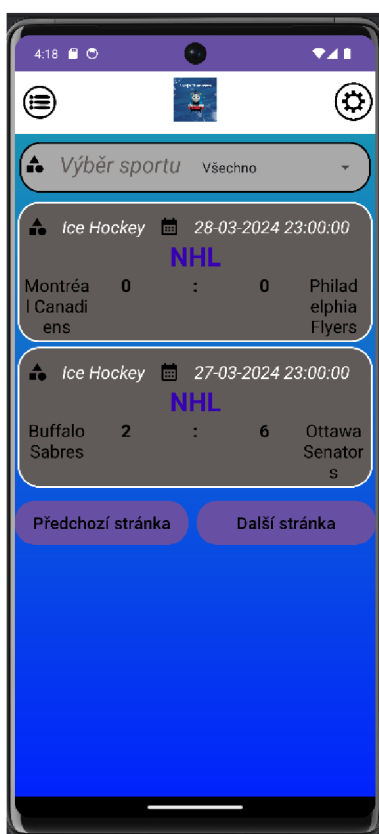 4:18
Výběr sportu Všechno
Ice Hockey 28-03-2024 23:00:00
NHL
Montréa 0 : 0 Philad
l Canadi elphia
ens Flyers
Ice Hockey 27-03-2024 23:00:00
NHL
Buffalo 2 : 6 Ottawa
Sabres Senator
s
Předchozí stránka Další stránka